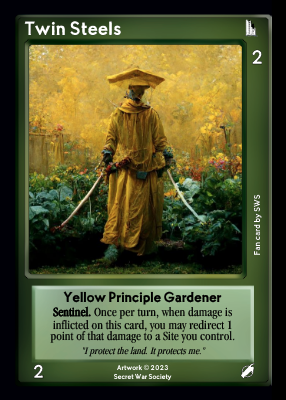 Twin Steels
2
Fan card by SWS
Yellow Principle Gardener
Sentinel. Once per turn, when damage is
inflicted on this card, you may redirect 1
point of that damage to a Site you control.
"I protect the land. It protects me."
2
Artwork © 2023
Secret War Society